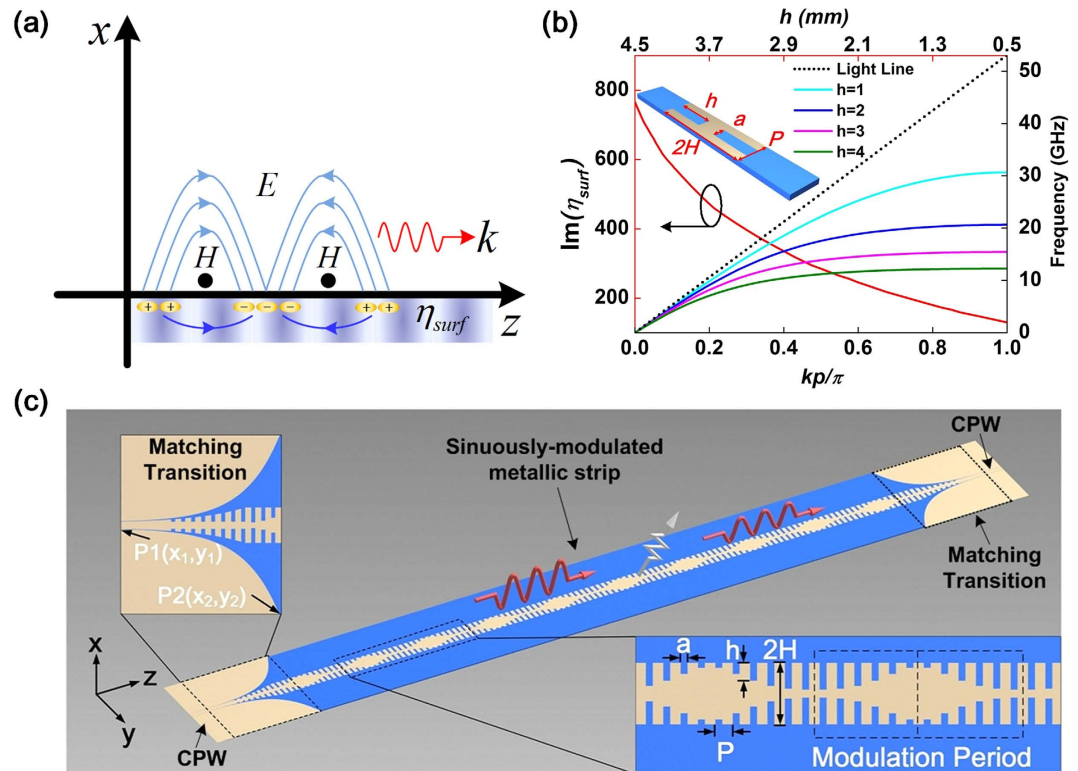 (a)
x
E
H
H
k
+ + − − − + +
η_surf
z
(b)
h (mm)
4.5 3.7 2.9 2.1 1.3 0.5
Light Line
h=1
h=2
h=3
h=4
h
a
P
2H
Im(η_surf)
800
600
400
200
50
40
30
20
10
0
Frequency (GHz)
0.0 0.2 0.4 0.6 0.8 1.0
kp/π
(c)
Matching
Transition
P1(x₁,y₁)
P2(x₂,y₂)
Sinuously-modulated
metallic strip
CPW
Matching
Transition
x
z
y
CPW
a
h
2H
P
Modulation Period